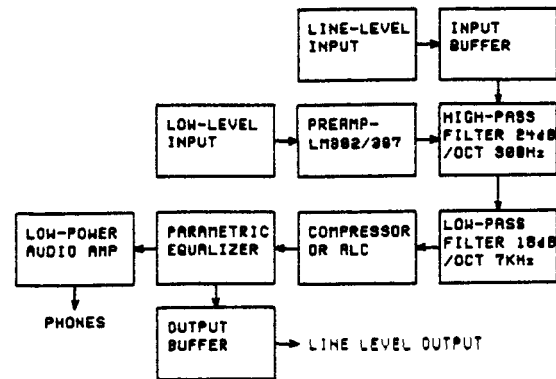 LINE-LEVEL
INPUT
INPUT
BUFFER
LOW-LEVEL
INPUT
PREAMP-
LM382/387
HIGH-PASS
FILTER 24dB
/OCT 300Hz
LOW-POWER
AUDIO AMP
PARAMETRIC
EQUALIZER
COMPRESSOR
OR ALC
LOW-PASS
FILTER 18dB
/OCT 7KHz
PHONES
OUTPUT
BUFFER
LINE LEVEL OUTPUT